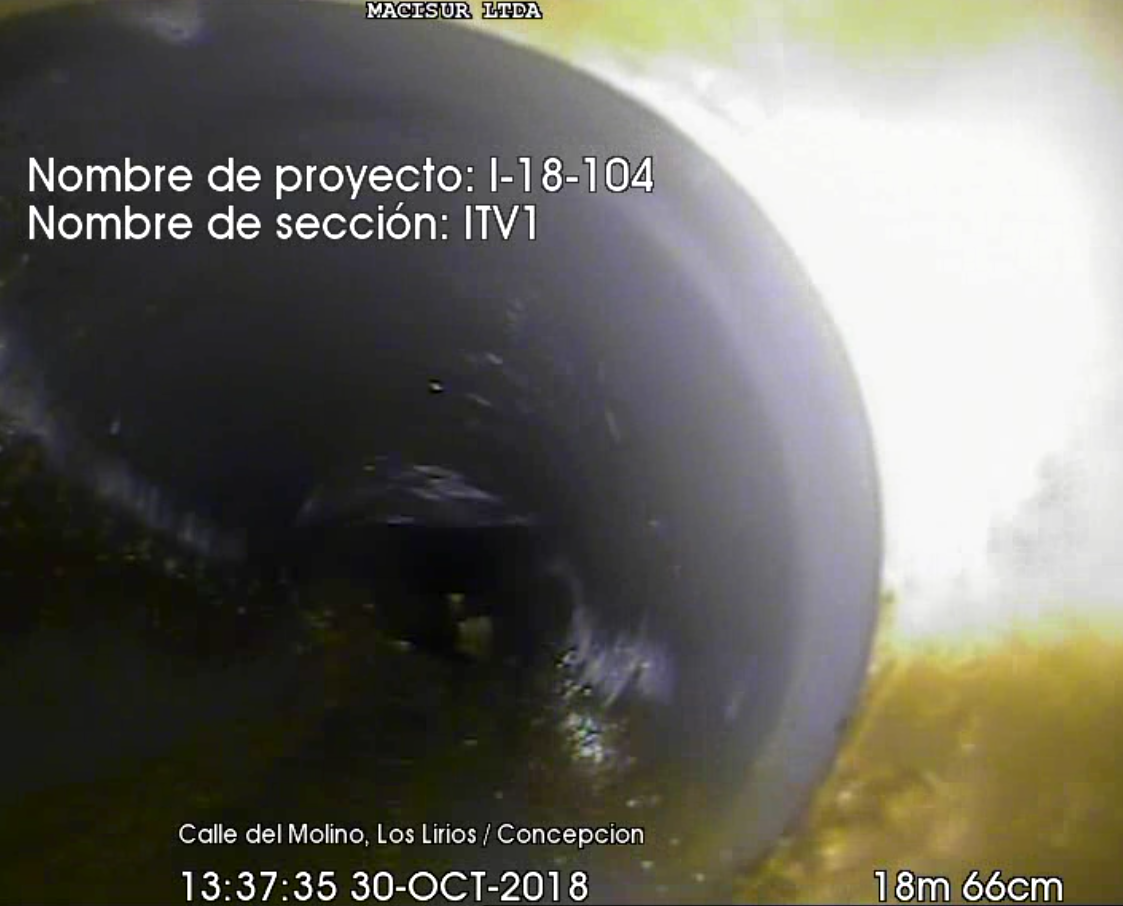 MACISUR LTDA
Nombre de proyecto: I-18-104
Nombre de sección: ITV1
Calle del Molino, Los Lirios / Concepcion
13:37:35 30-OCT-2018 18m 66cm